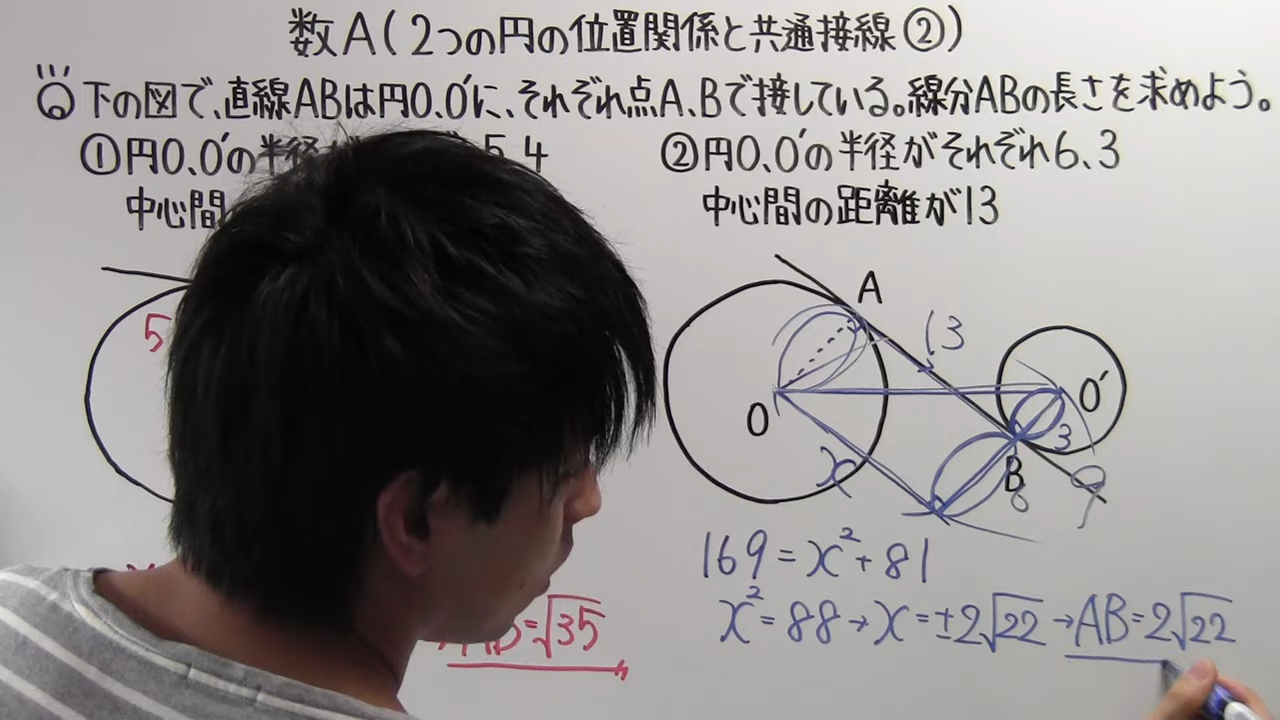 数A(2つの円の位置関係と共通接線②)
下の図で、直線ABは円O、O'に、それぞれ点A、Bで接している。線分ABの長さを求めよう。
①円O、O'の半径が 5、4
中心間
②円O、O'の半径がそれぞれ6、3
中心間の距離が13
5
A
13
O
O'
3
B
x
9
169=x²+81
x²=88→x=±2√22→AB=2√22
AB=√35